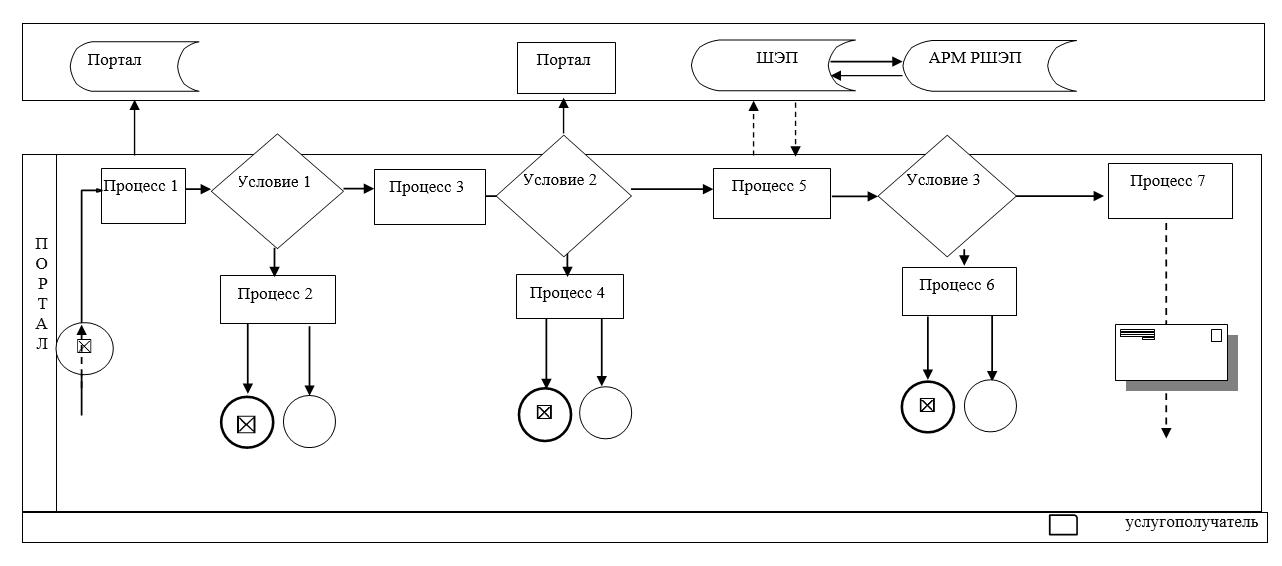 Портал
Портал
ШЭП
АРМ РШЭП
Процесс 1
Условие 1
Процесс 3
Условие 2
Процесс 5
Условие 3
Процесс 7
ПОРТАЛ
Процесс 2
Процесс 4
Процесс 6
услугополучатель